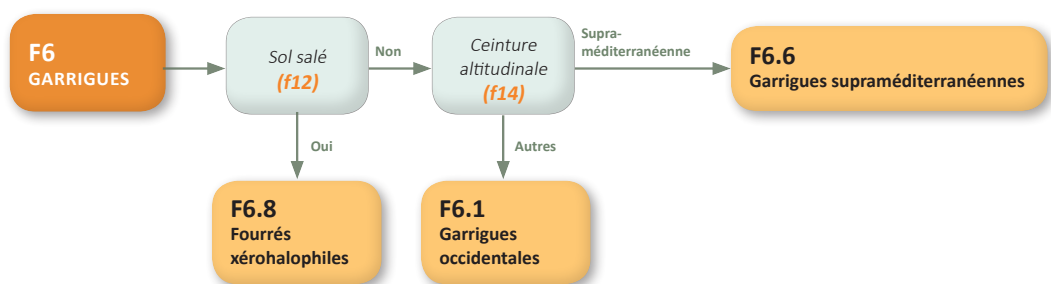 F6
GARRIGUES
Sol salé
(f12)
Non
Ceinture
altitudinale
(f14)
Supra-
méditerranéenne
F6.6
Garrigues supraméditerranéennes
Oui
Autres
F6.8
Fourrés
xérohalophiles
F6.1
Garrigues
occidentales